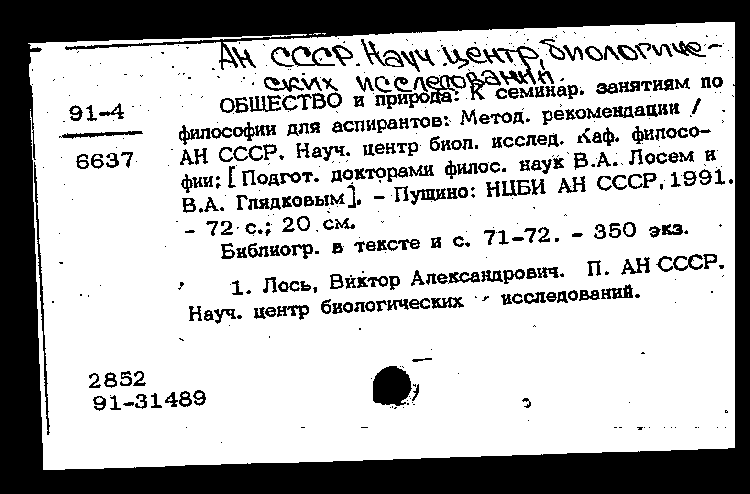 АН СССР. Науч. центр биологиче-
ских исследований.
91-4
6637
ОБЩЕСТВО и природа: К семинар. занятиям по
философии для аспирантов: Метод. рекомендации /
АН СССР. Науч. центр биол. исслед. Каф. филосо-
фии; [Подгот. докторами филос. наук В.А. Лосем и
В.А. Глядковым]. - Пущино: НЦБИ АН СССР, 1991.
- 72 с.; 20 см.
Библиогр. в тексте и с. 71-72. - 350 экз.
1. Лось, Виктор Александрович. П. АН СССР.
Науч. центр биологических исследований.
2852
91-31489